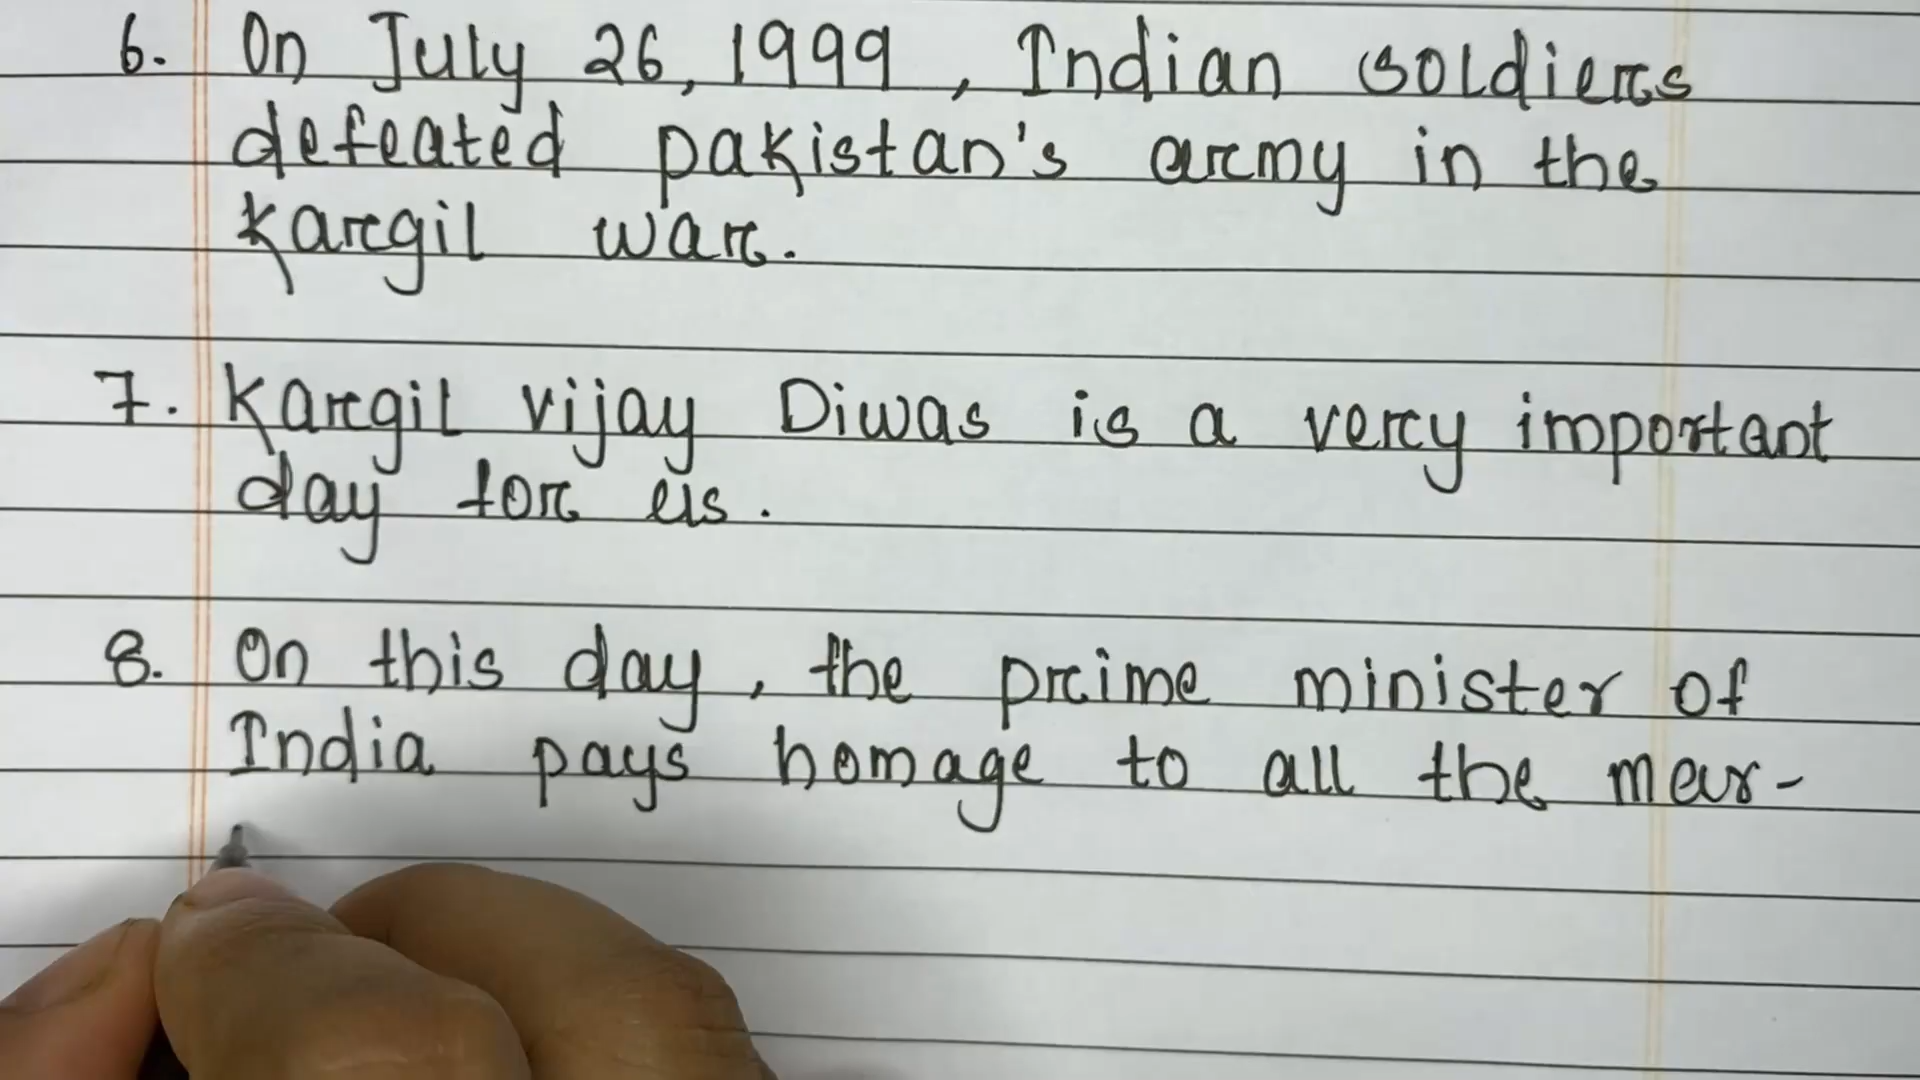 6. On July 26, 1999, Indian soldiers
defeated pakistan's army in the
Kargil war.
7. Kargil vijay Diwas is a very important
day for us.
8. On this day, the prime minister of
India pays homage to all the mar-